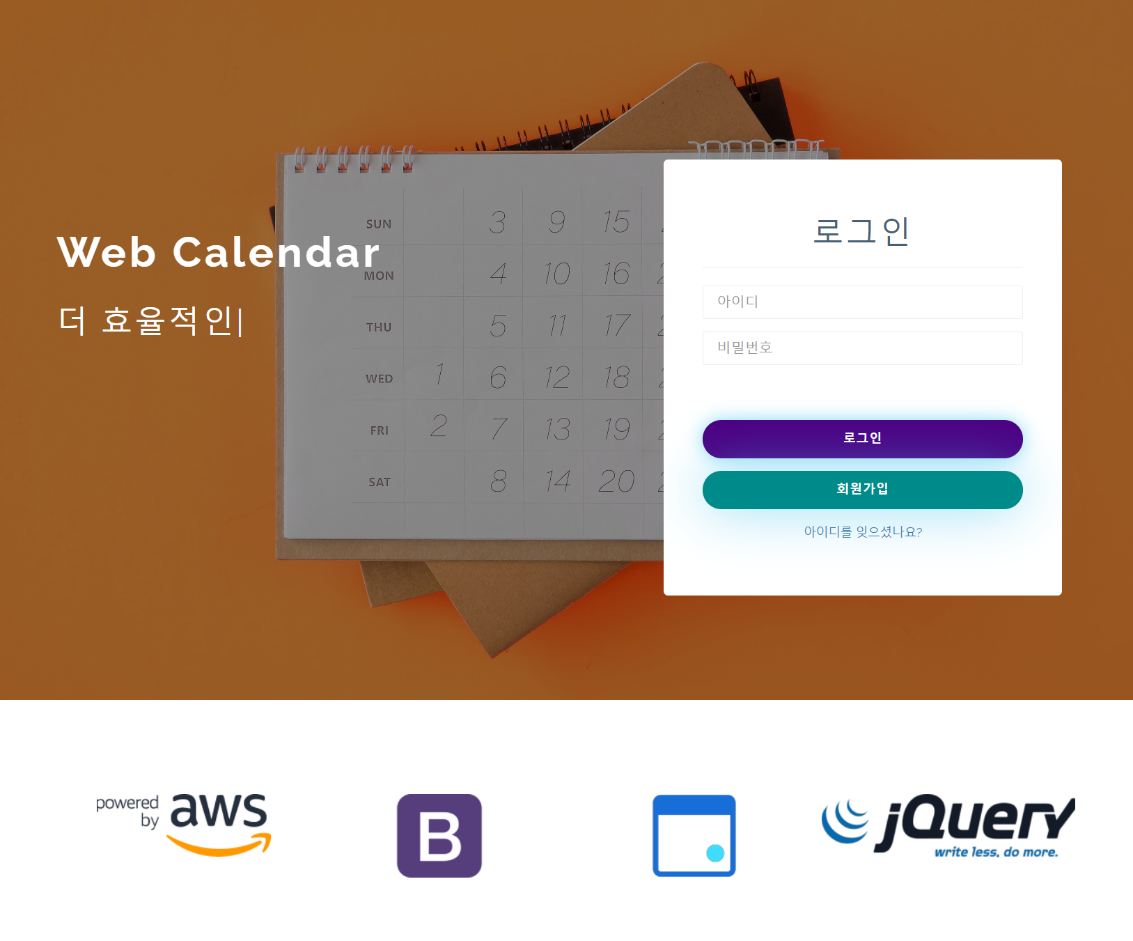 Web Calendar
더 효율적인|
SUN 3 9 15
MON 4 10 16
THU 5 11 17
WED 1 6 12 18
FRI 2 7 13 19
SAT 8 14 20
로그인
아이디
비밀번호
로그인
회원가입
아이디를 잊으셨나요?
powered by aws
B
jQuery
write less, do more.